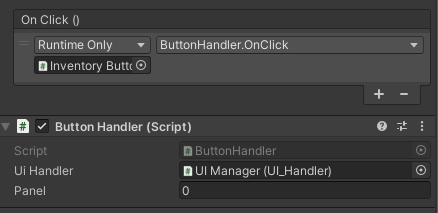 On Click ()
Runtime Only
ButtonHandler.OnClick
Inventory Butto
Button Handler (Script)
Script
ButtonHandler
Ui Handler
UI Manager (UI_Handler)
Panel
0